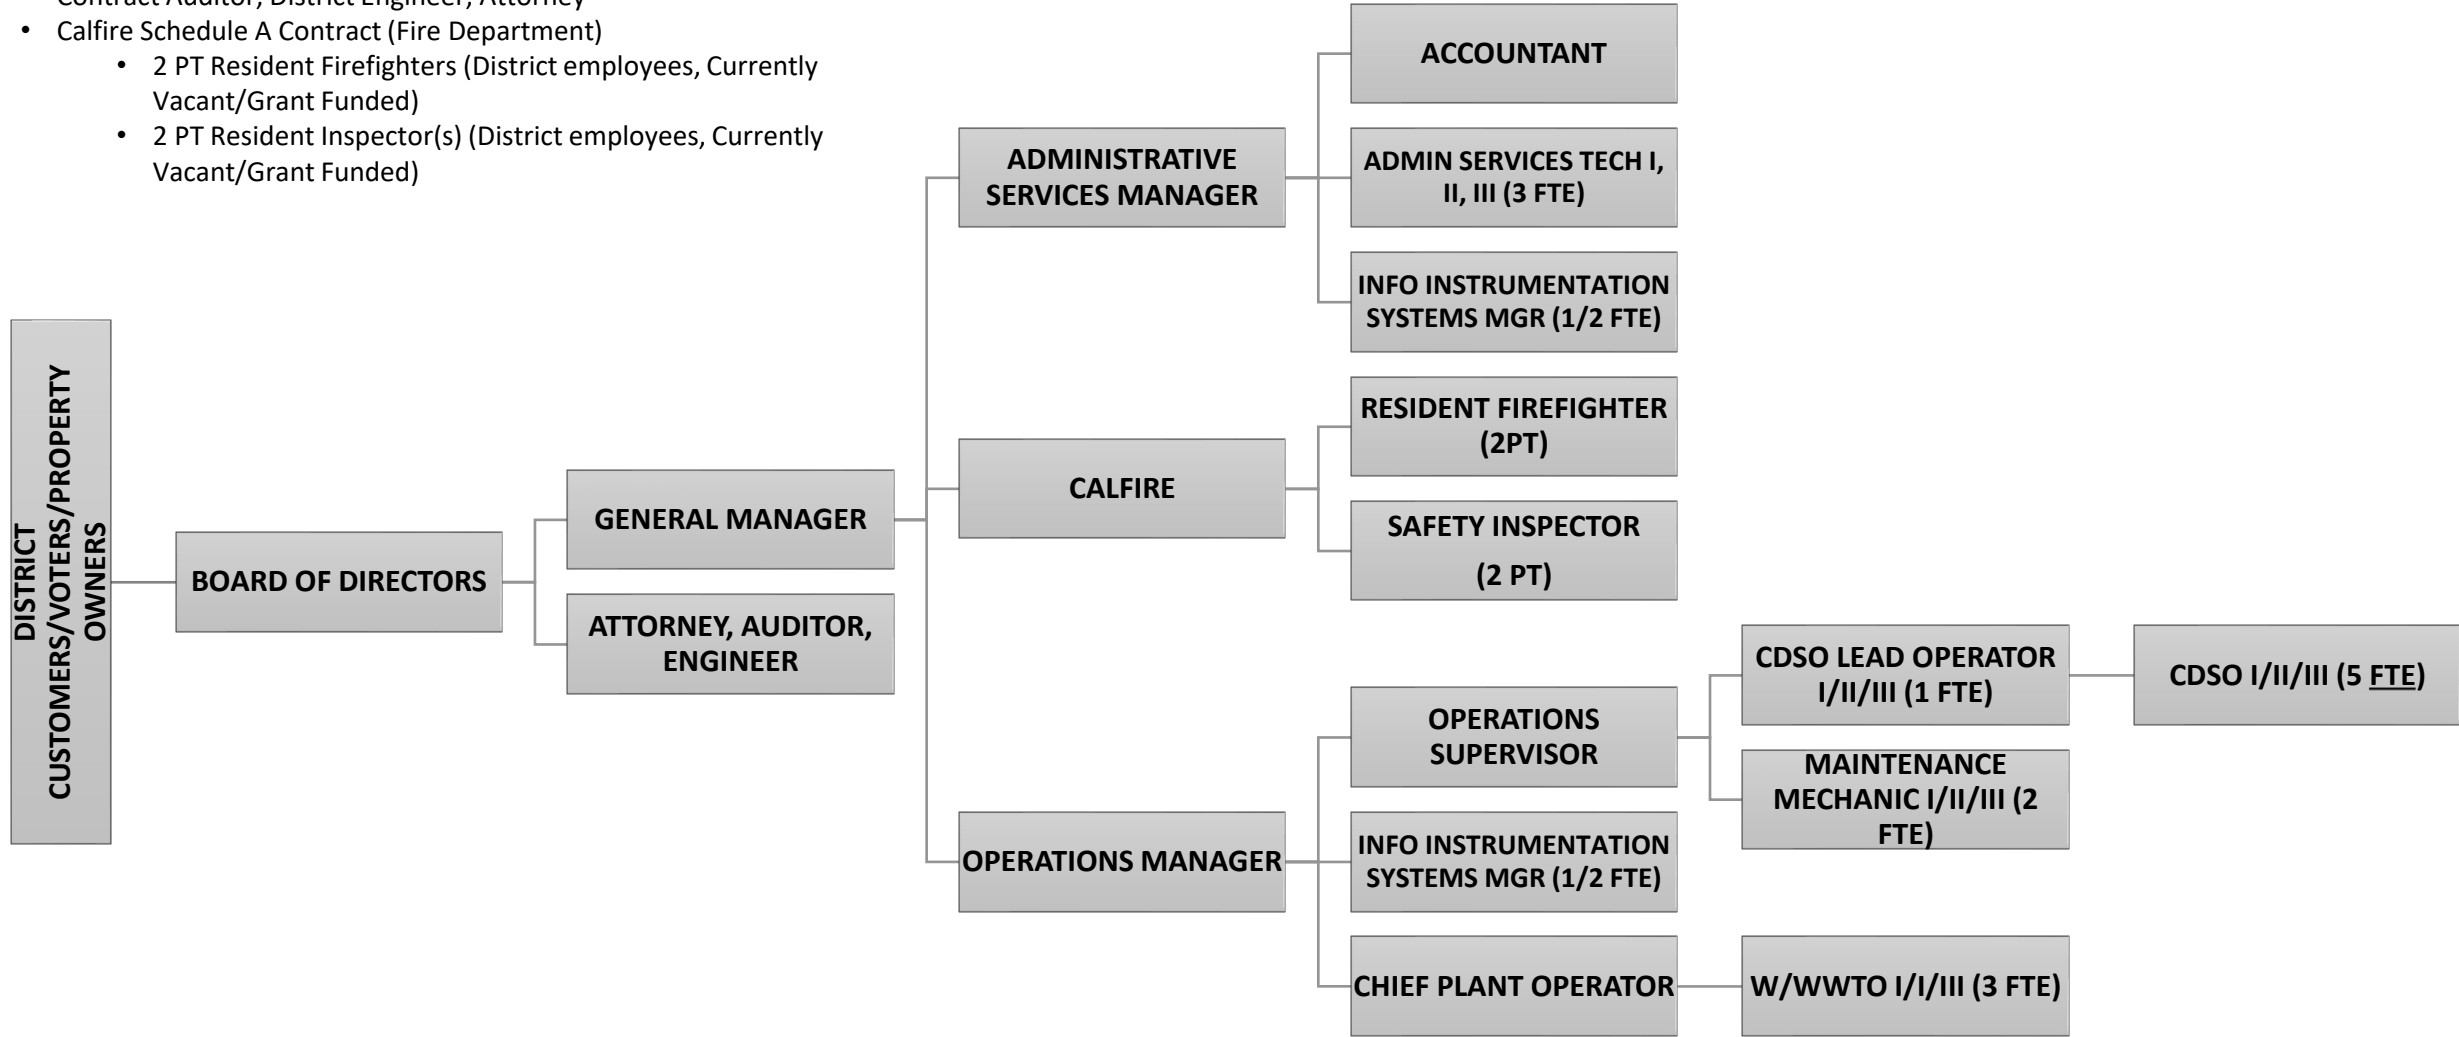 Contract Auditor, District Engineer, Attorney
• Calfire Schedule A Contract (Fire Department)
• 2 PT Resident Firefighters (District employees, Currently
Vacant/Grant Funded)
• 2 PT Resident Inspector(s) (District employees, Currently
Vacant/Grant Funded)
DISTRICT
CUSTOMERS/VOTERS/PROPERTY
OWNERS
BOARD OF DIRECTORS
GENERAL MANAGER
ATTORNEY, AUDITOR,
ENGINEER
ADMINISTRATIVE
SERVICES MANAGER
ACCOUNTANT
ADMIN SERVICES TECH I,
II, III (3 FTE)
INFO INSTRUMENTATION
SYSTEMS MGR (1/2 FTE)
CALFIRE
RESIDENT FIREFIGHTER
(2PT)
SAFETY INSPECTOR
(2 PT)
OPERATIONS MANAGER
OPERATIONS
SUPERVISOR
CDSO LEAD OPERATOR
I/II/III (1 FTE)
CDSO I/II/III (5 FTE)
MAINTENANCE
MECHANIC I/II/III (2
FTE)
INFO INSTRUMENTATION
SYSTEMS MGR (1/2 FTE)
CHIEF PLANT OPERATOR
W/WWTO I/I/III (3 FTE)